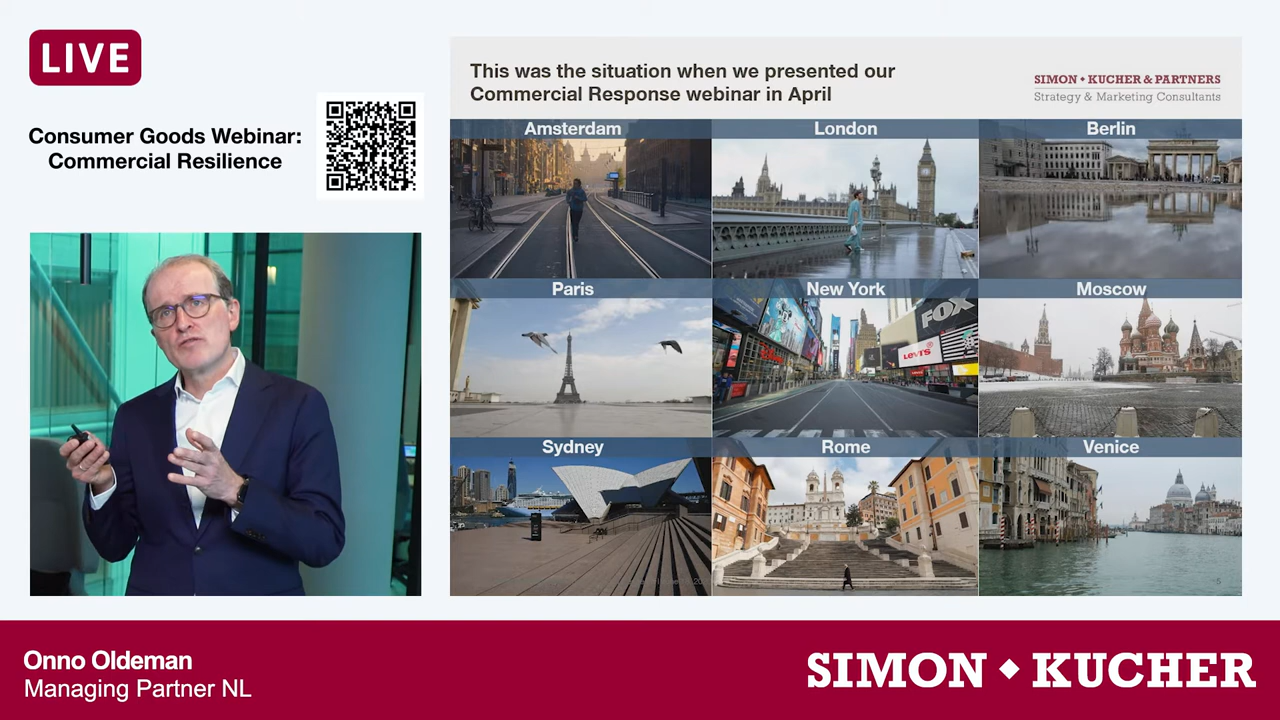 LIVE
Consumer Goods Webinar:
Commercial Resilience
This was the situation when we presented our
Commercial Response webinar in April
SIMON • KUCHER & PARTNERS
Strategy & Marketing Consultants
Amsterdam
London
Berlin
Paris
New York
Moscow
FOX
LEVI'S
Sydney
Rome
Venice
5
Onno Oldeman
Managing Partner NL
SIMON ◆ KUCHER